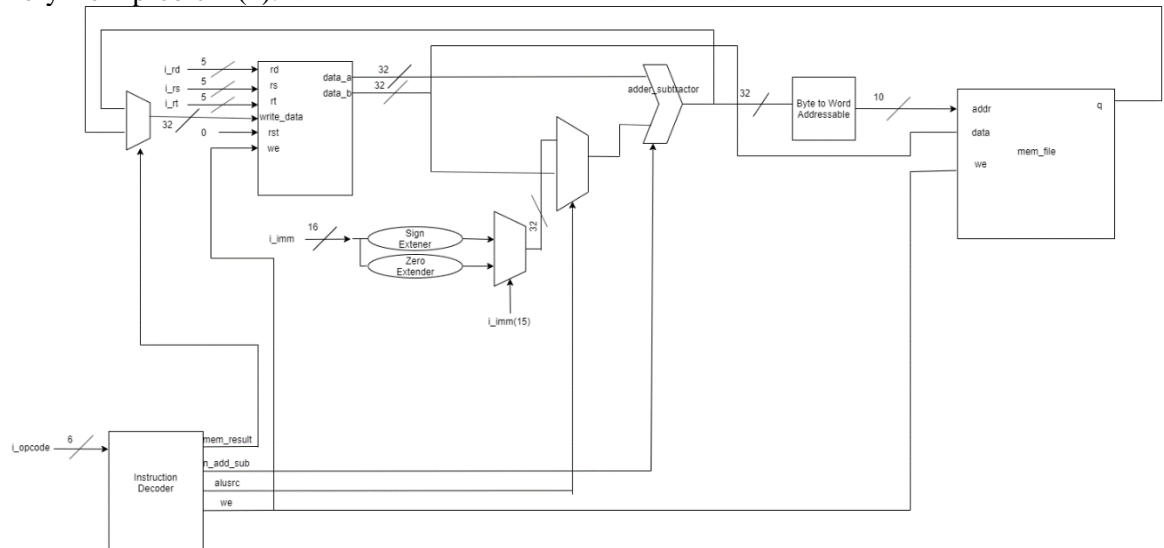 i_rd
5
rd
i_rs
5
rs
i_rt
5
rt
32
write_data
0
rst
we
data_a
32
data_b
32
adder_subtractor
32
Byte to Word
Addressable
10
addr
q
data
mem_file
we
i_imm
16
Sign
Extener
Zero
Extender
32
i_imm(15)
i_opcode
6
Instruction
Decoder
mem_result
n_add_sub
alusrc
we